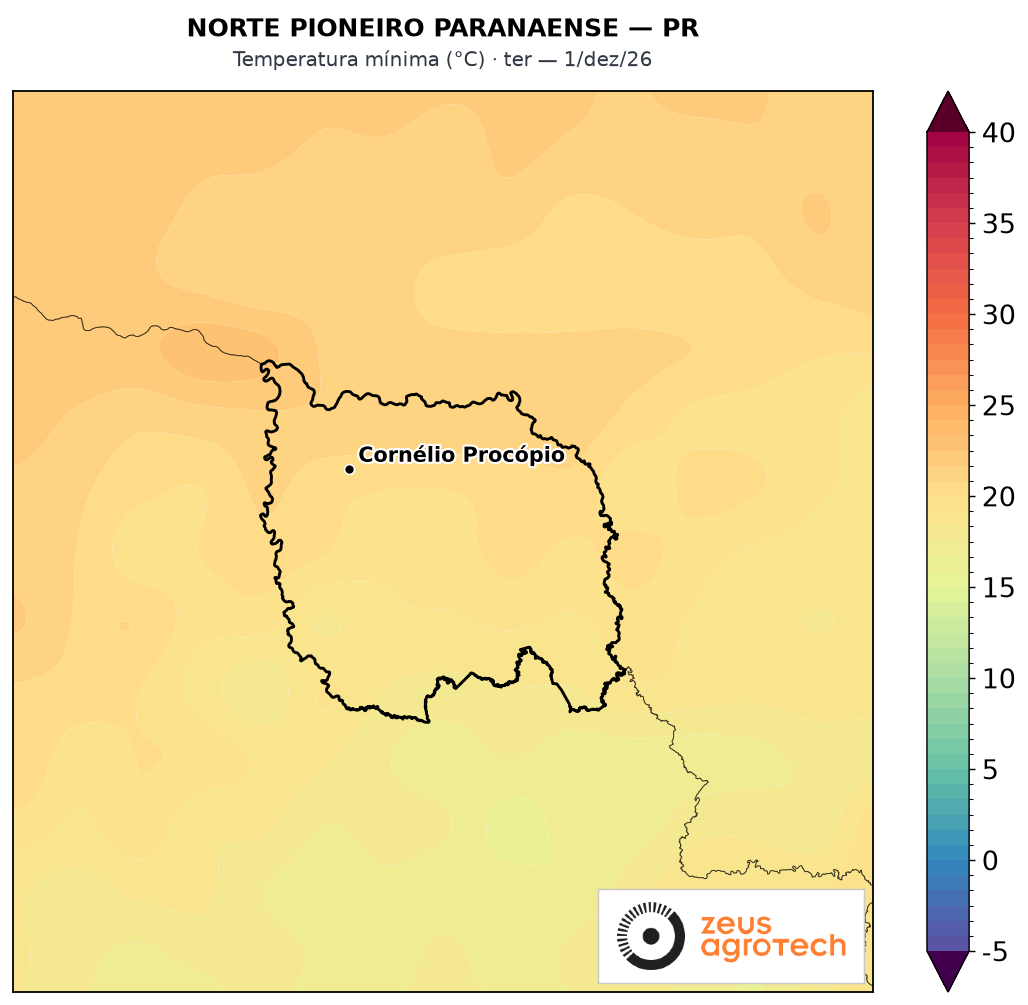 NORTE PIONEIRO PARANAENSE — PR
Temperatura mínima (°C) · ter — 1/dez/26
Cornélio Procópio
40
35
30
25
20
15
10
5
0
-5
zeus
agrotech